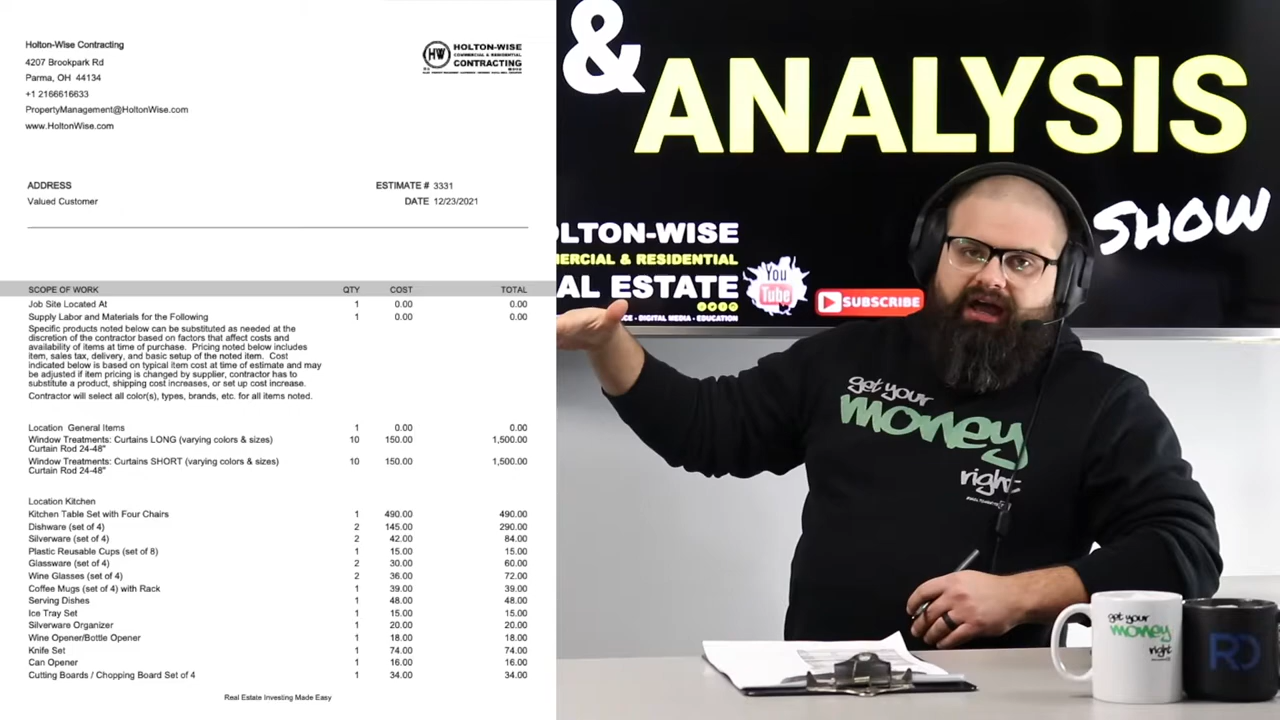 Holton-Wise Contracting
4207 Brookpark Rd
Parma, OH 44134
+1 2166616633
PropertyManagement@HoltonWise.com
www.HoltonWise.com
HW
HOLTON-WISE
COMMERCIAL & RESIDENTIAL
CONTRACTING
ADDRESS
Valued Customer
ESTIMATE # 3331
DATE 12/23/2021
SCOPE OF WORK QTY COST TOTAL
Job Site Located At 1 0.00 0.00
Supply Labor and Materials for the Following 1 0.00 0.00
Specific products noted below can be substituted as needed at the
discretion of the contractor based on factors that affect costs and
availability of items at time of purchase. Pricing noted below includes
item, sales tax, delivery, and basic setup of the noted item. Cost
indicated below is based on typical item cost at time of estimate and may
be adjusted if item pricing is changed by supplier, contractor has to
substitute a product, shipping cost increases, or set up cost increase.
Contractor will select all color(s), types, brands, etc. for all items noted.
Location General Items 1 0.00 0.00
Window Treatments: Curtains LONG (varying colors & sizes) 10 150.00 1,500.00
Curtain Rod 24-48"
Window Treatments: Curtains SHORT (varying colors & sizes) 10 150.00 1,500.00
Curtain Rod 24-48"
Location Kitchen
Kitchen Table Set with Four Chairs 1 490.00 490.00
Dishware (set of 4) 2 145.00 290.00
Silverware (set of 4) 2 42.00 84.00
Plastic Reusable Cups (set of 8) 1 15.00 15.00
Glassware (set of 4) 2 30.00 60.00
Wine Glasses (set of 4) 2 36.00 72.00
Coffee Mugs (set of 4) with Rack 1 39.00 39.00
Serving Dishes 1 48.00 48.00
Ice Tray Set 1 15.00 15.00
Silverware Organizer 1 20.00 20.00
Wine Opener/Bottle Opener 1 18.00 18.00
Knife Set 1 74.00 74.00
Can Opener 1 16.00 16.00
Cutting Boards / Chopping Board Set of 4 1 34.00 34.00
Real Estate Investing Made Easy
&
ANALYSIS
SHOW
OLTON-WISE
ERCIAL & RESIDENTIAL
AL ESTATE
CE - DIGITAL MEDIA - EDUCATION
You
Tube
SUBSCRIBE
get your
money
right
get your
money
right
RD